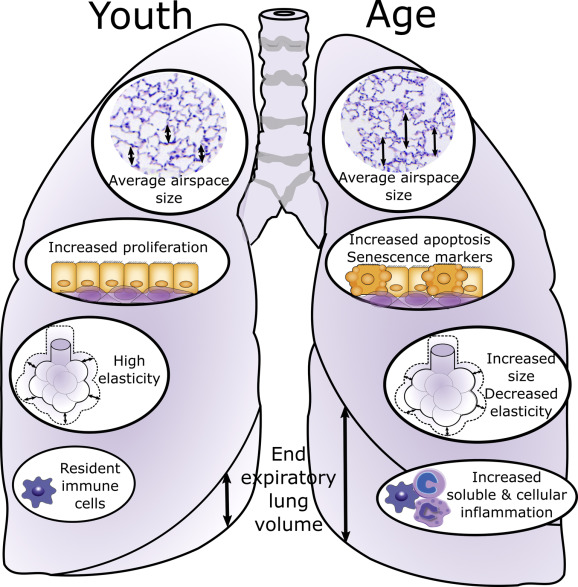 Youth
Age
Average airspace
size
Average airspace
size
Increased proliferation
Increased apoptosis
Senescence markers
High
elasticity
Increased
size
Decreased
elasticity
Resident
immune
cells
End
expiratory
lung
volume
Increased
soluble & cellular
inflammation